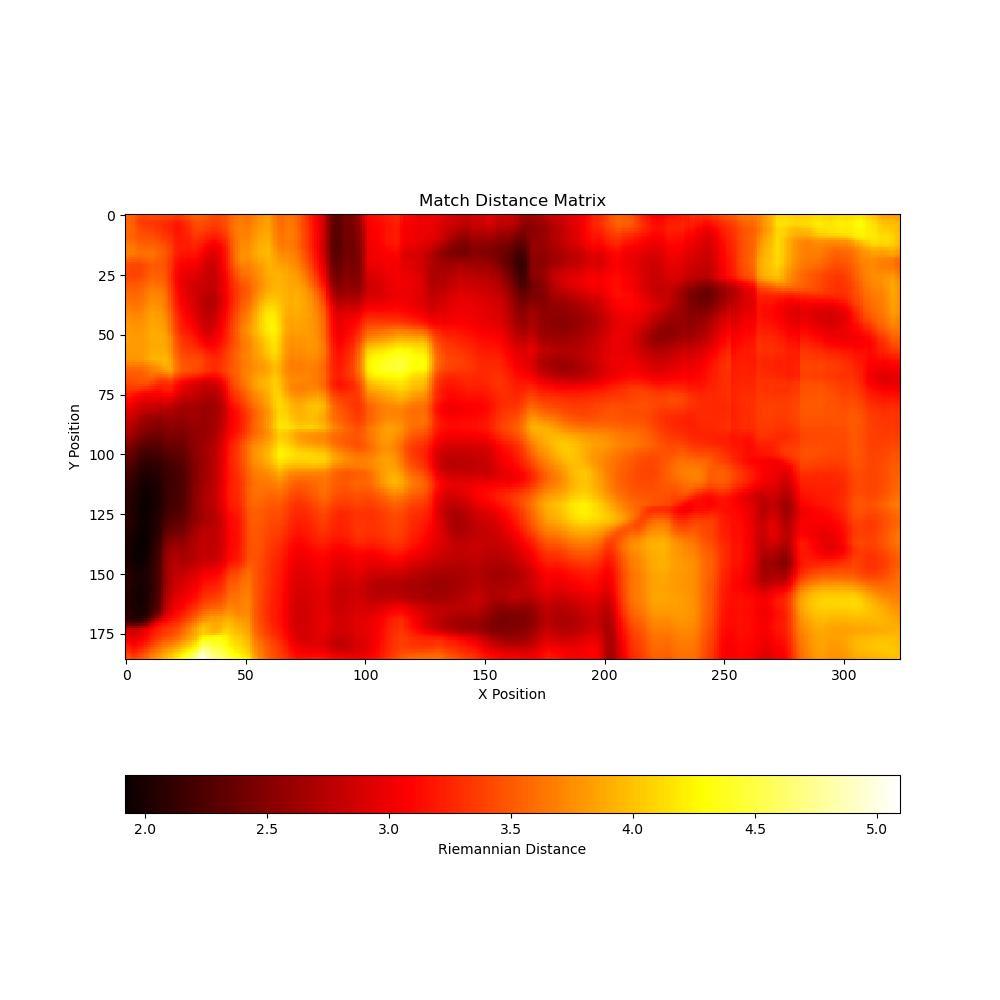 Match Distance Matrix
0
25
50
75
100
125
150
175
Y Position
0 50 100 150 200 250 300
X Position
2.0 2.5 3.0 3.5 4.0 4.5 5.0
Riemannian Distance